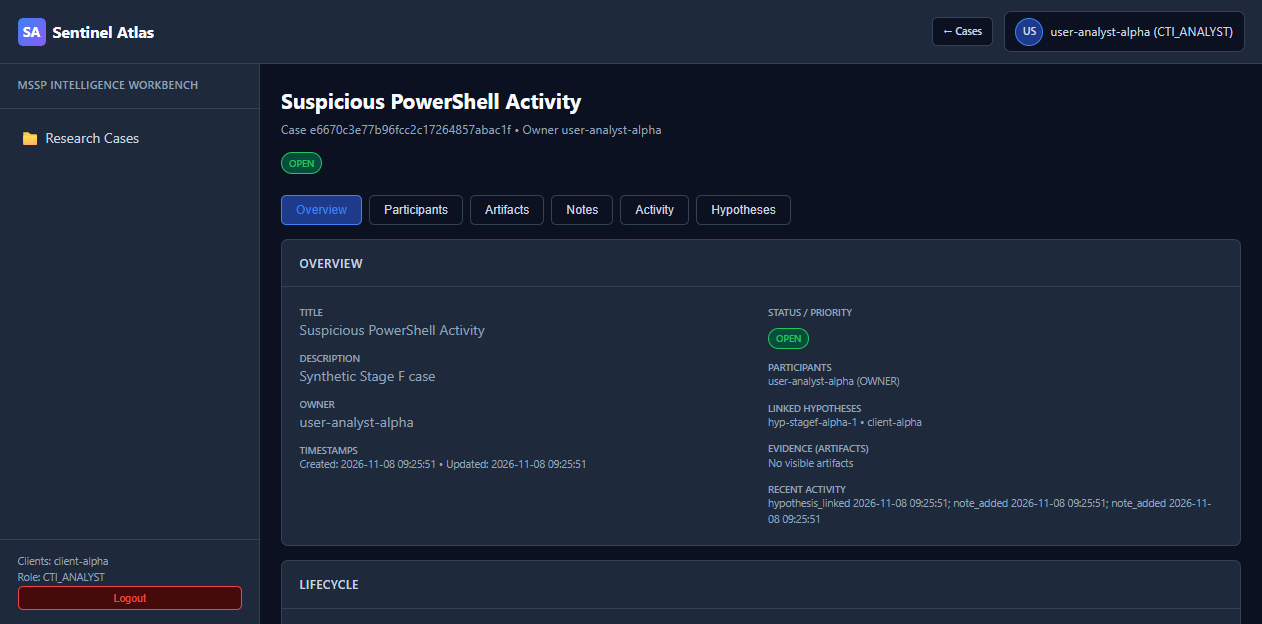 SA Sentinel Atlas
← Cases
US user-analyst-alpha (CTI_ANALYST)
MSSP INTELLIGENCE WORKBENCH
Research Cases
Clients: client-alpha
Role: CTI_ANALYST
Logout
Suspicious PowerShell Activity
Case e6670c3e77b96fcc2c17264857abac1f • Owner user-analyst-alpha
OPEN
Overview Participants Artifacts Notes Activity Hypotheses
OVERVIEW
TITLE
Suspicious PowerShell Activity
DESCRIPTION
Synthetic Stage F case
OWNER
user-analyst-alpha
TIMESTAMPS
Created: 2026-11-08 09:25:51 • Updated: 2026-11-08 09:25:51
STATUS / PRIORITY
OPEN
PARTICIPANTS
user-analyst-alpha (OWNER)
LINKED HYPOTHESES
hyp-stagef-alpha-1 • client-alpha
EVIDENCE (ARTIFACTS)
No visible artifacts
RECENT ACTIVITY
hypothesis_linked 2026-11-08 09:25:51; note_added 2026-11-08 09:25:51; note_added 2026-11-
08 09:25:51
LIFECYCLE